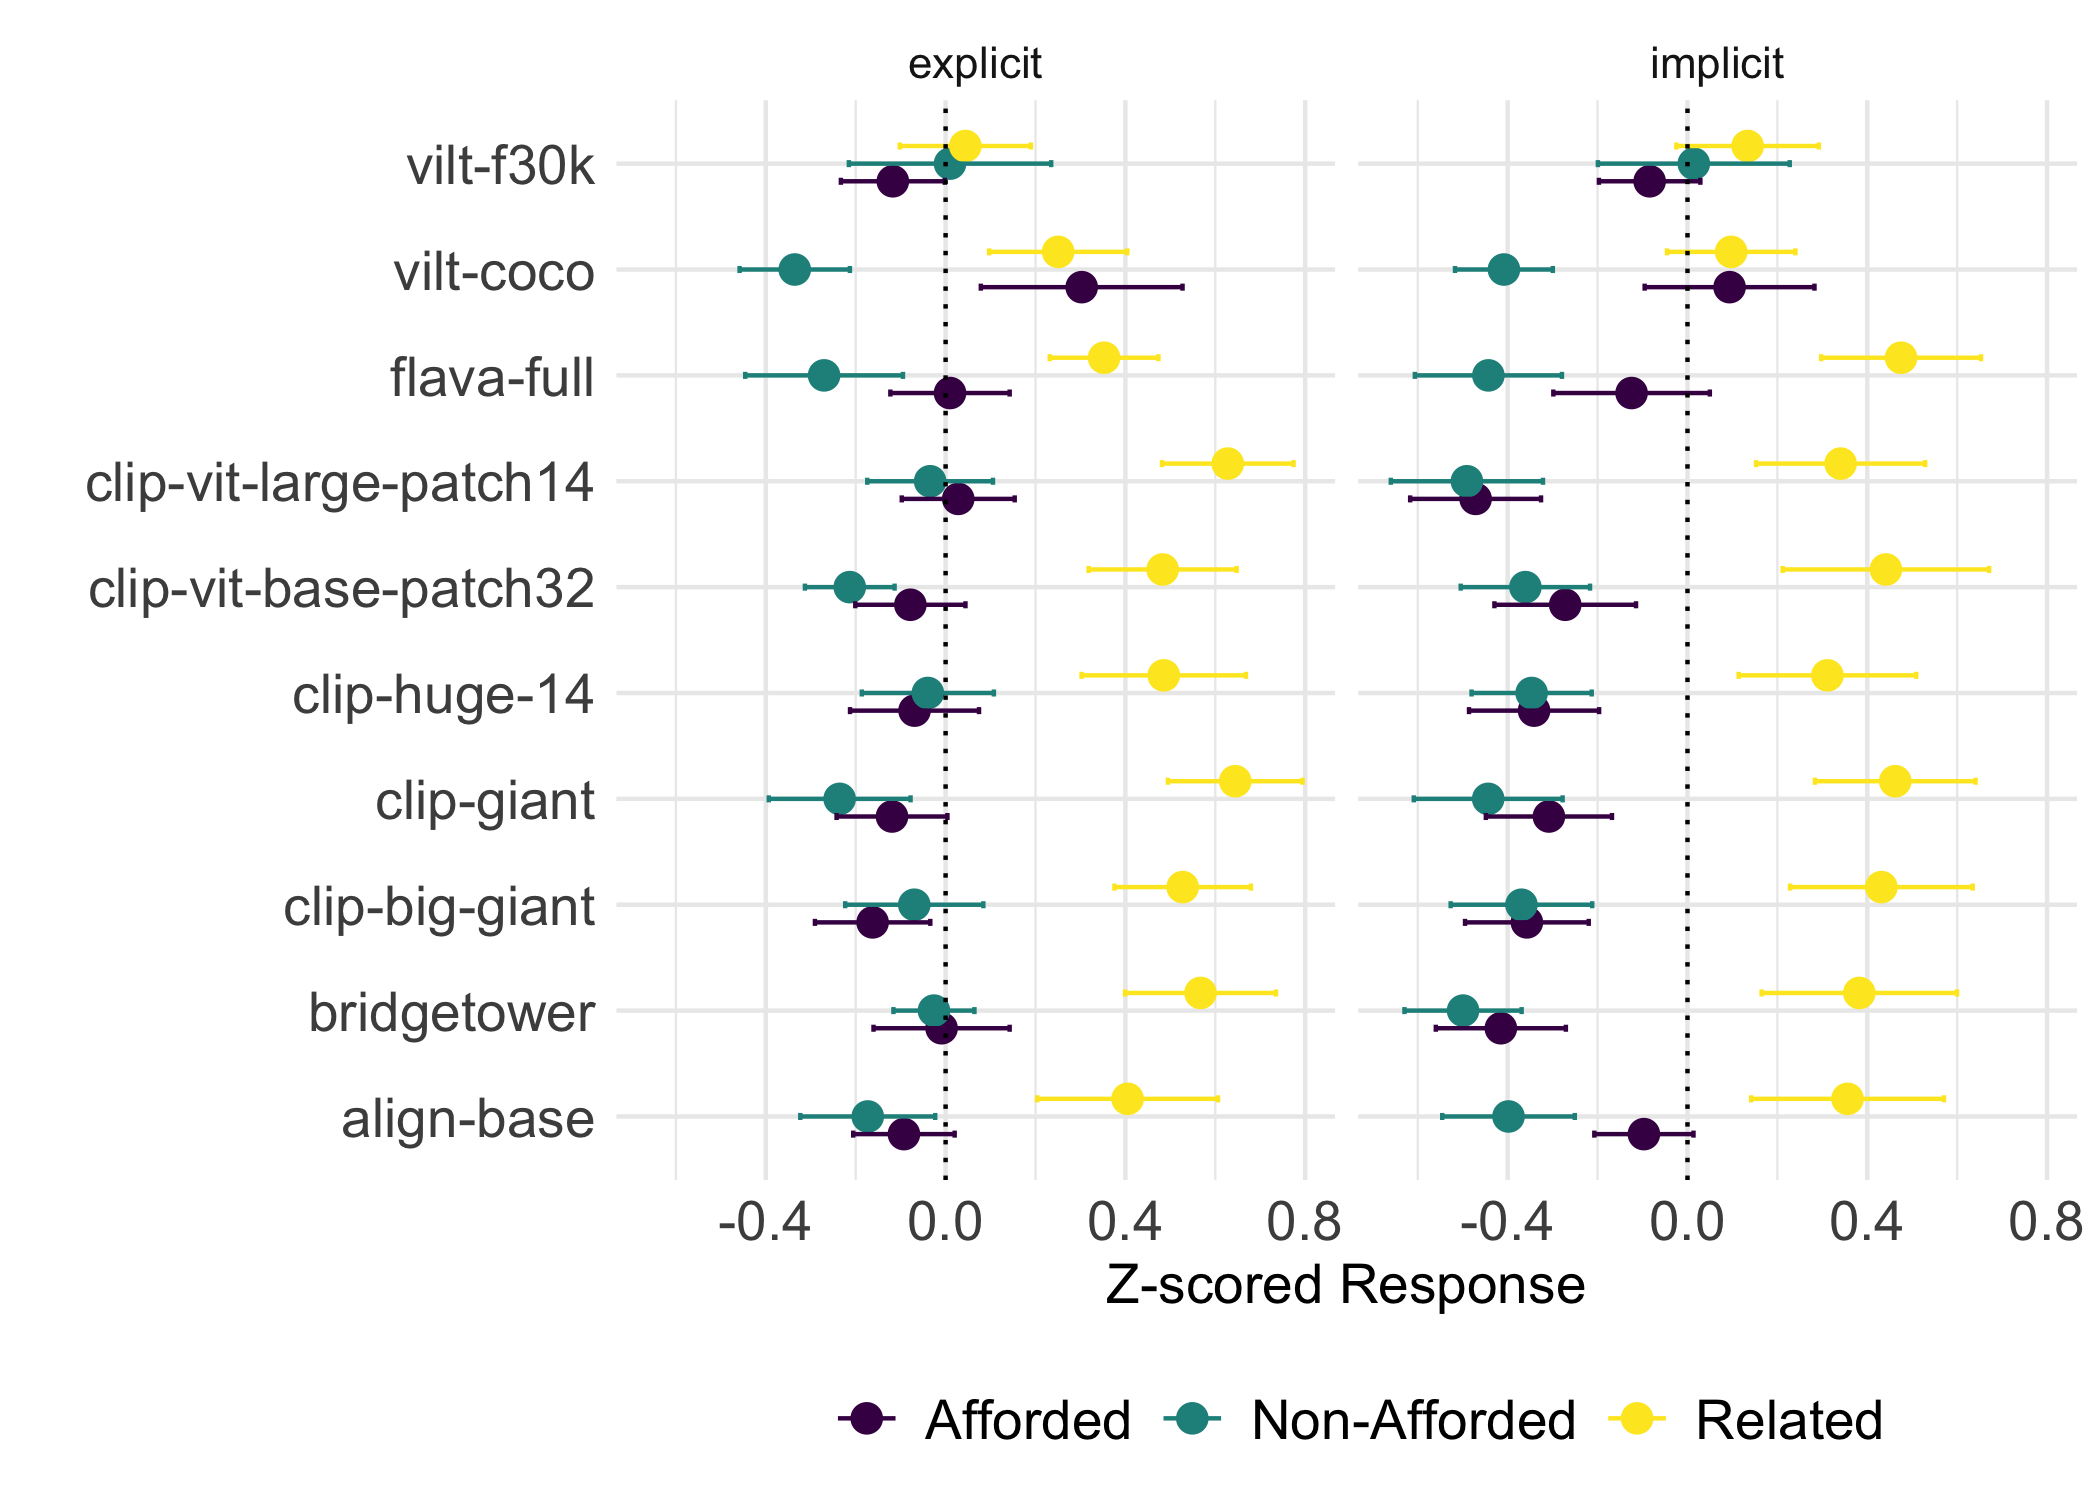 explicit implicit
vilt-f30k
vilt-coco
flava-full
clip-vit-large-patch14
clip-vit-base-patch32
clip-huge-14
clip-giant
clip-big-giant
bridgetower
align-base
-0.4 0.0 0.4 0.8 -0.4 0.0 0.4 0.8
Z-scored Response
Afforded Non-Afforded Related